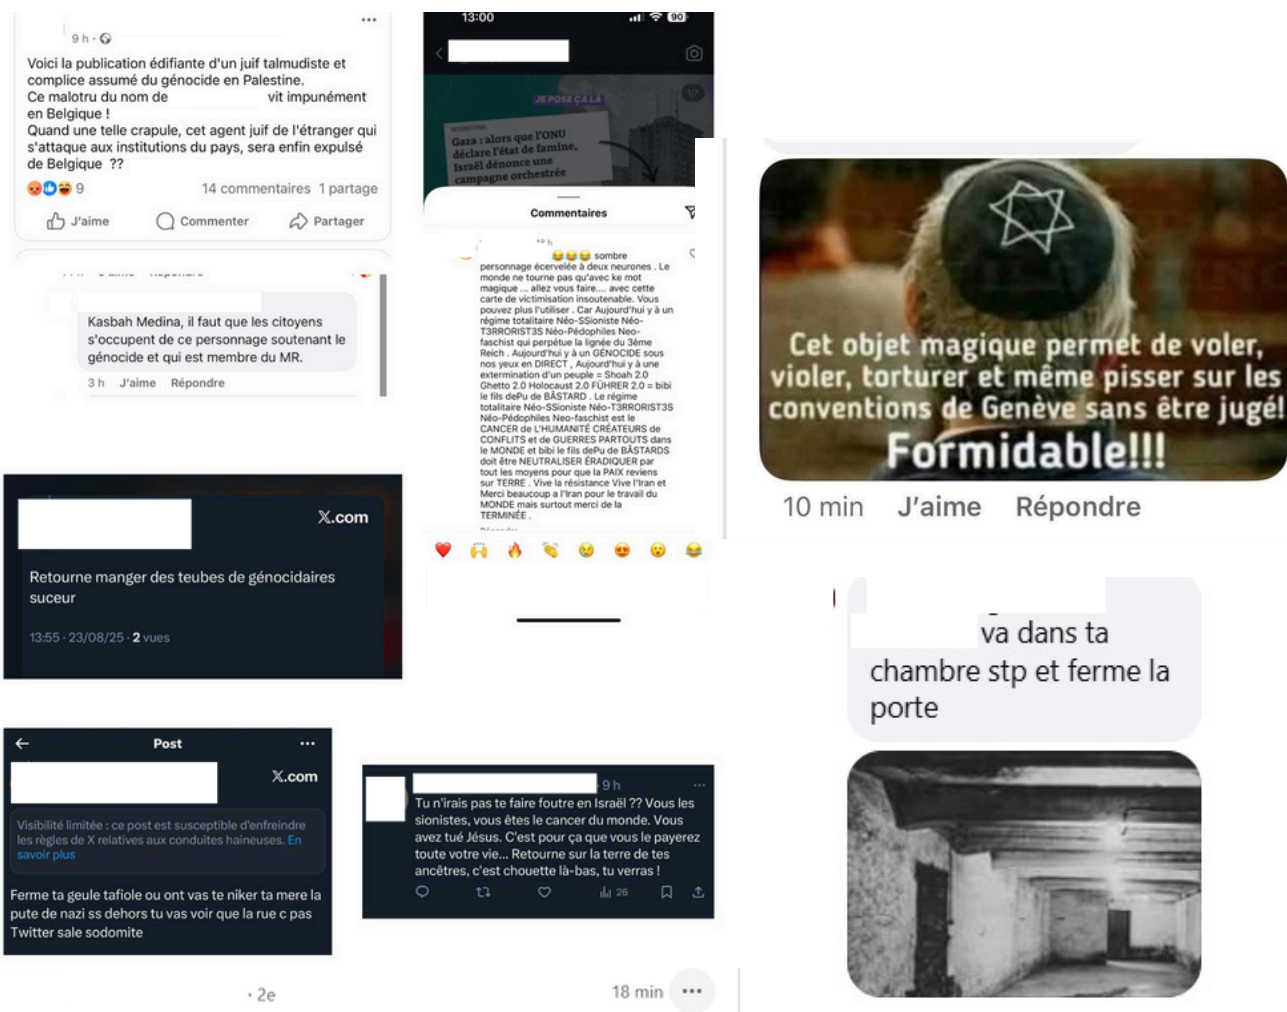 9 h
Voici la publication édifiante d'un juif talmudiste et
complice assumé du génocide en Palestine.
Ce malotru du nom de vit impunément
en Belgique !
Quand une telle crapule, cet agent juif de l'étranger qui
s'attaque aux institutions du pays, sera enfin expulsé
de Belgique ??
9 14 commentaires 1 partage
J'aime Commenter Partager
Kasbah Medina, il faut que les citoyens
s'occupent de ce personnage soutenant le
génocide et qui est membre du MR.
3 h J'aime Répondre
X.com
Retourne manger des teubes de génocidaires
suceur
13:55 · 23/08/25 · 2 vues
Post
X.com
Visibilité limitée : ce post est susceptible d'enfreindre
les règles de X relatives aux conduites haineuses. En
savoir plus
Ferme ta geule tafiole ou ont vas te niker ta mere la
pute de nazi ss dehors tu vas voir que la rue c pas
Twitter sale sodomite
· 2e
13:00 90
1/7
JE POSE ÇA LÀ
INTERNATIONAL
Gaza : alors que l'ONU
déclare l'état de famine,
Israël dénonce une
campagne orchestrée
Commentaires
sombre
personnage écervelée à deux neurones . Le
monde ne tourne pas qu'avec ke mot
magique ... allez vous faire.... avec cette
carte de victimisation insoutenable. Vous
pouvez plus l'utiliser . Car Aujourd'hui y à un
régime totalitaire Néo-SSioniste Néo-
T3RRORIST3S Néo-Pédophiles Neo-
faschist qui perpétue la lignée du 3ème
Reich . Aujourd'hui y à un GÉNOCIDE sous
nos yeux en DIRECT , Aujourd'hui y à une
extermination d'un peuple = Shoah 2.0
Ghetto 2.0 Holocaust 2.0 FÜHRER 2.0 = bibi
le fils dePu de BÂSTARD . Le régime
totalitaire Néo-SSioniste Néo-T3RRORIST3S
Néo-Pédophiles Neo-faschist est le
CANCER de L'HUMANITÉ CRÉATEURS de
CONFLITS et de GUERRES PARTOUTS dans
le MONDE et bibi le fils dePu de BÂSTARDS
doit être NEUTRALISER ÉRADIQUER par
tout les moyens pour que la PAIX reviens
sur TERRE . Vive la résistance Vive l'Iran et
Merci beaucoup a l'Iran pour le travail du
MONDE mais surtout merci de la
TERMINÉE .
9 h
Tu n'irais pas te faire foutre en Israël ?? Vous les
sionistes, vous êtes le cancer du monde. Vous
avez tué Jésus. C'est pour ça que vous le payerez
toute votre vie... Retourne sur la terre de tes
ancêtres, c'est chouette là-bas, tu verras !
26
18 min
Cet objet magique permet de voler,
violer, torturer et même pisser sur les
conventions de Genève sans être jugé!
Formidable!!!
10 min J'aime Répondre
va dans ta
chambre stp et ferme la
porte